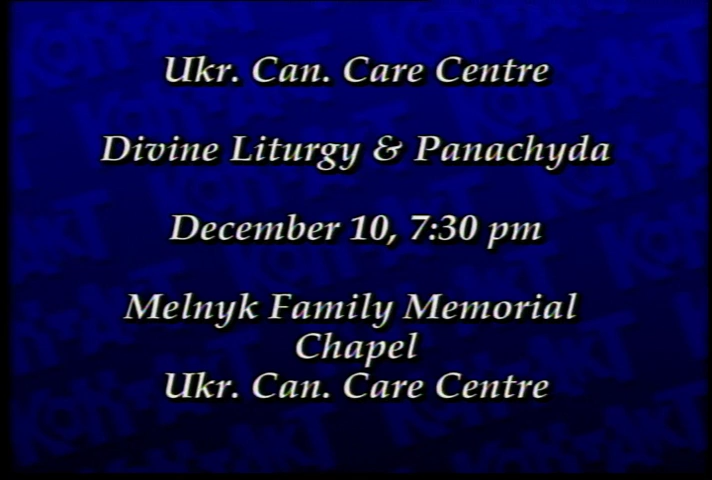 Ukr. Can. Care Centre
Divine Liturgy & Panachyda
December 10, 7:30 pm
Melnyk Family Memorial
Chapel
Ukr. Can. Care Centre